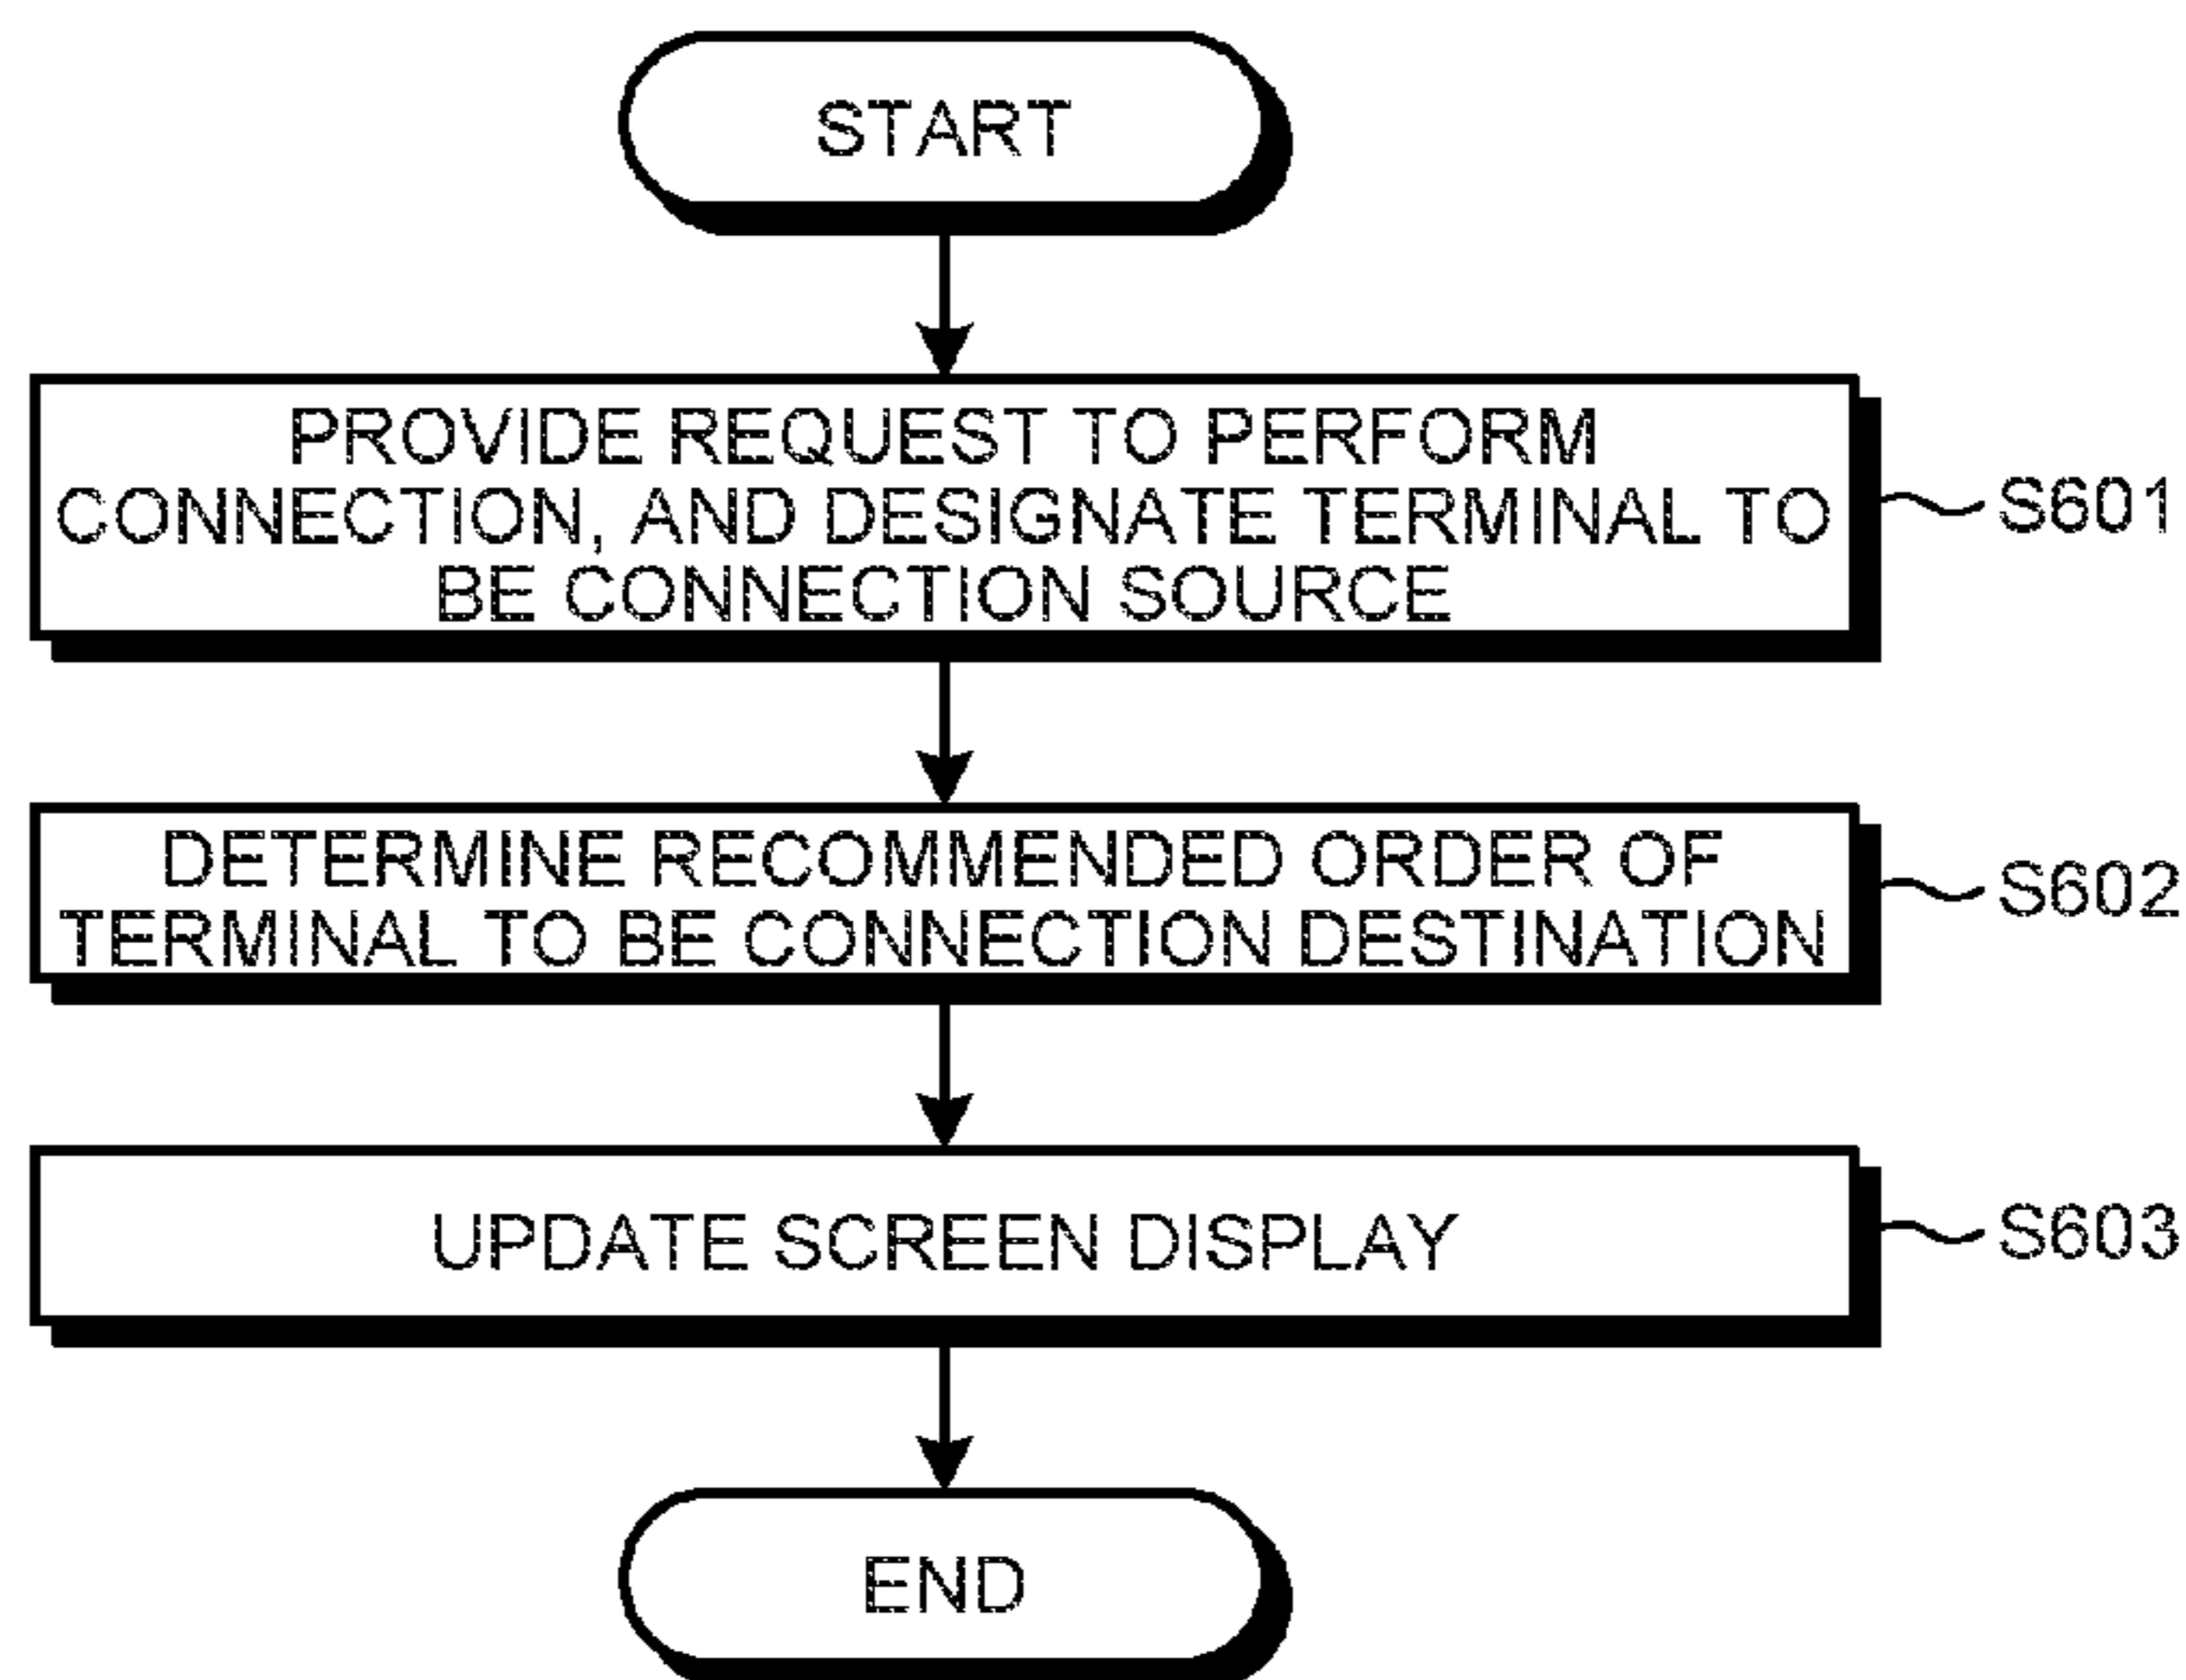 START
PROVIDE REQUEST TO PERFORM
CONNECTION, AND DESIGNATE TERMINAL TO
BE CONNECTION SOURCE
S601
DETERMINE RECOMMENDED ORDER OF
TERMINAL TO BE CONNECTION DESTINATION
S602
UPDATE SCREEN DISPLAY
S603
END